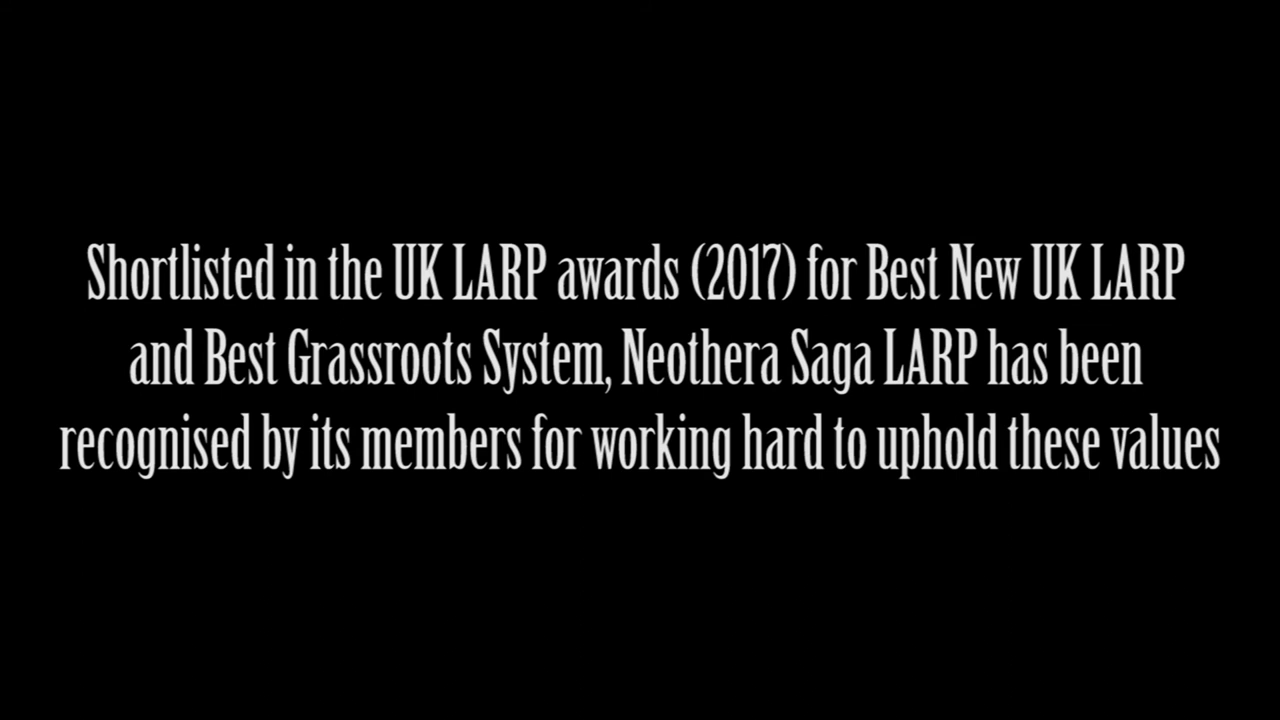 Shortlisted in the UK LARP awards (2017) for Best New UK LARP
and Best Grassroots System, Neothera Saga LARP has been
recognised by its members for working hard to uphold these values